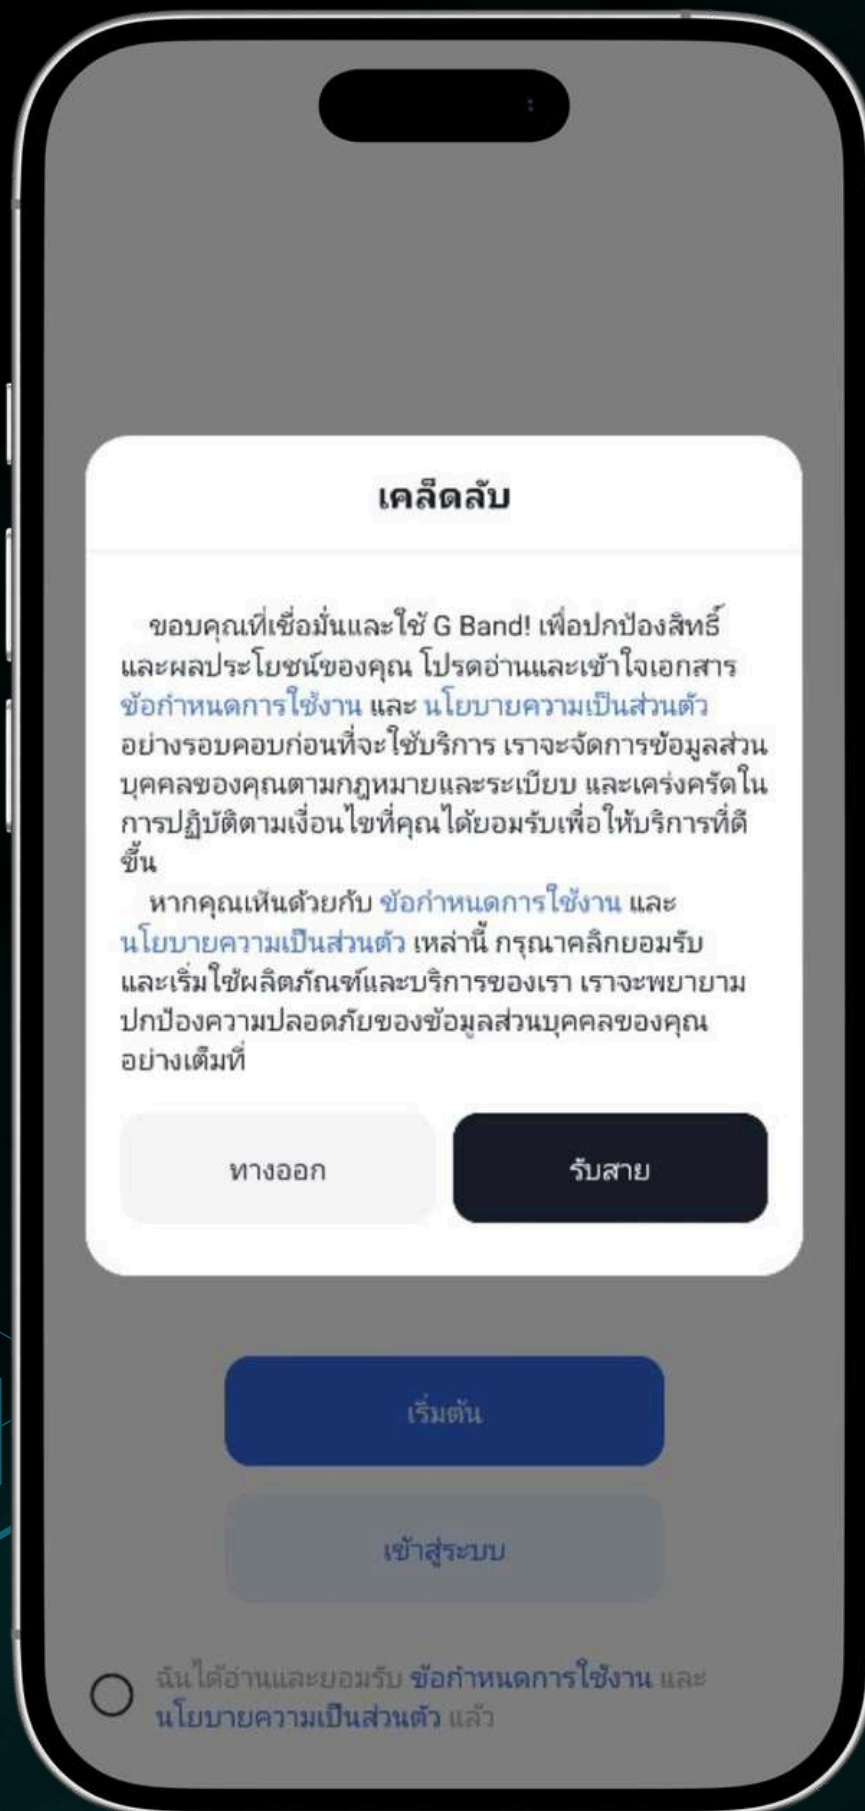 เคล็ดลับ
ขอบคุณที่เชื่อมั่นและใช้ G Band! เพื่อปกป้องสิทธิ์
และผลประโยชน์ของคุณ โปรดอ่านและเข้าใจเอกสาร
ข้อกำหนดการใช้งาน และ นโยบายความเป็นส่วนตัว
อย่างรอบคอบก่อนที่จะใช้บริการ เราจะจัดการข้อมูลส่วน
บุคคลของคุณตามกฎหมายและระเบียบ และเคร่งครัดใน
การปฏิบัติตามเงื่อนไขที่คุณได้ยอมรับเพื่อให้บริการที่ดี
ขึ้น
หากคุณเห็นด้วยกับ ข้อกำหนดการใช้งาน และ
นโยบายความเป็นส่วนตัว เหล่านี้ กรุณาคลิกยอมรับ
และเริ่มใช้ผลิตภัณฑ์และบริการของเรา เราจะพยายาม
ปกป้องความปลอดภัยของข้อมูลส่วนบุคคลของคุณ
อย่างเต็มที่
ทางออก รับสาย
เริ่มต้น
เข้าสู่ระบบ
ฉันได้อ่านและยอมรับ ข้อกำหนดการใช้งาน และ
นโยบายความเป็นส่วนตัว แล้ว